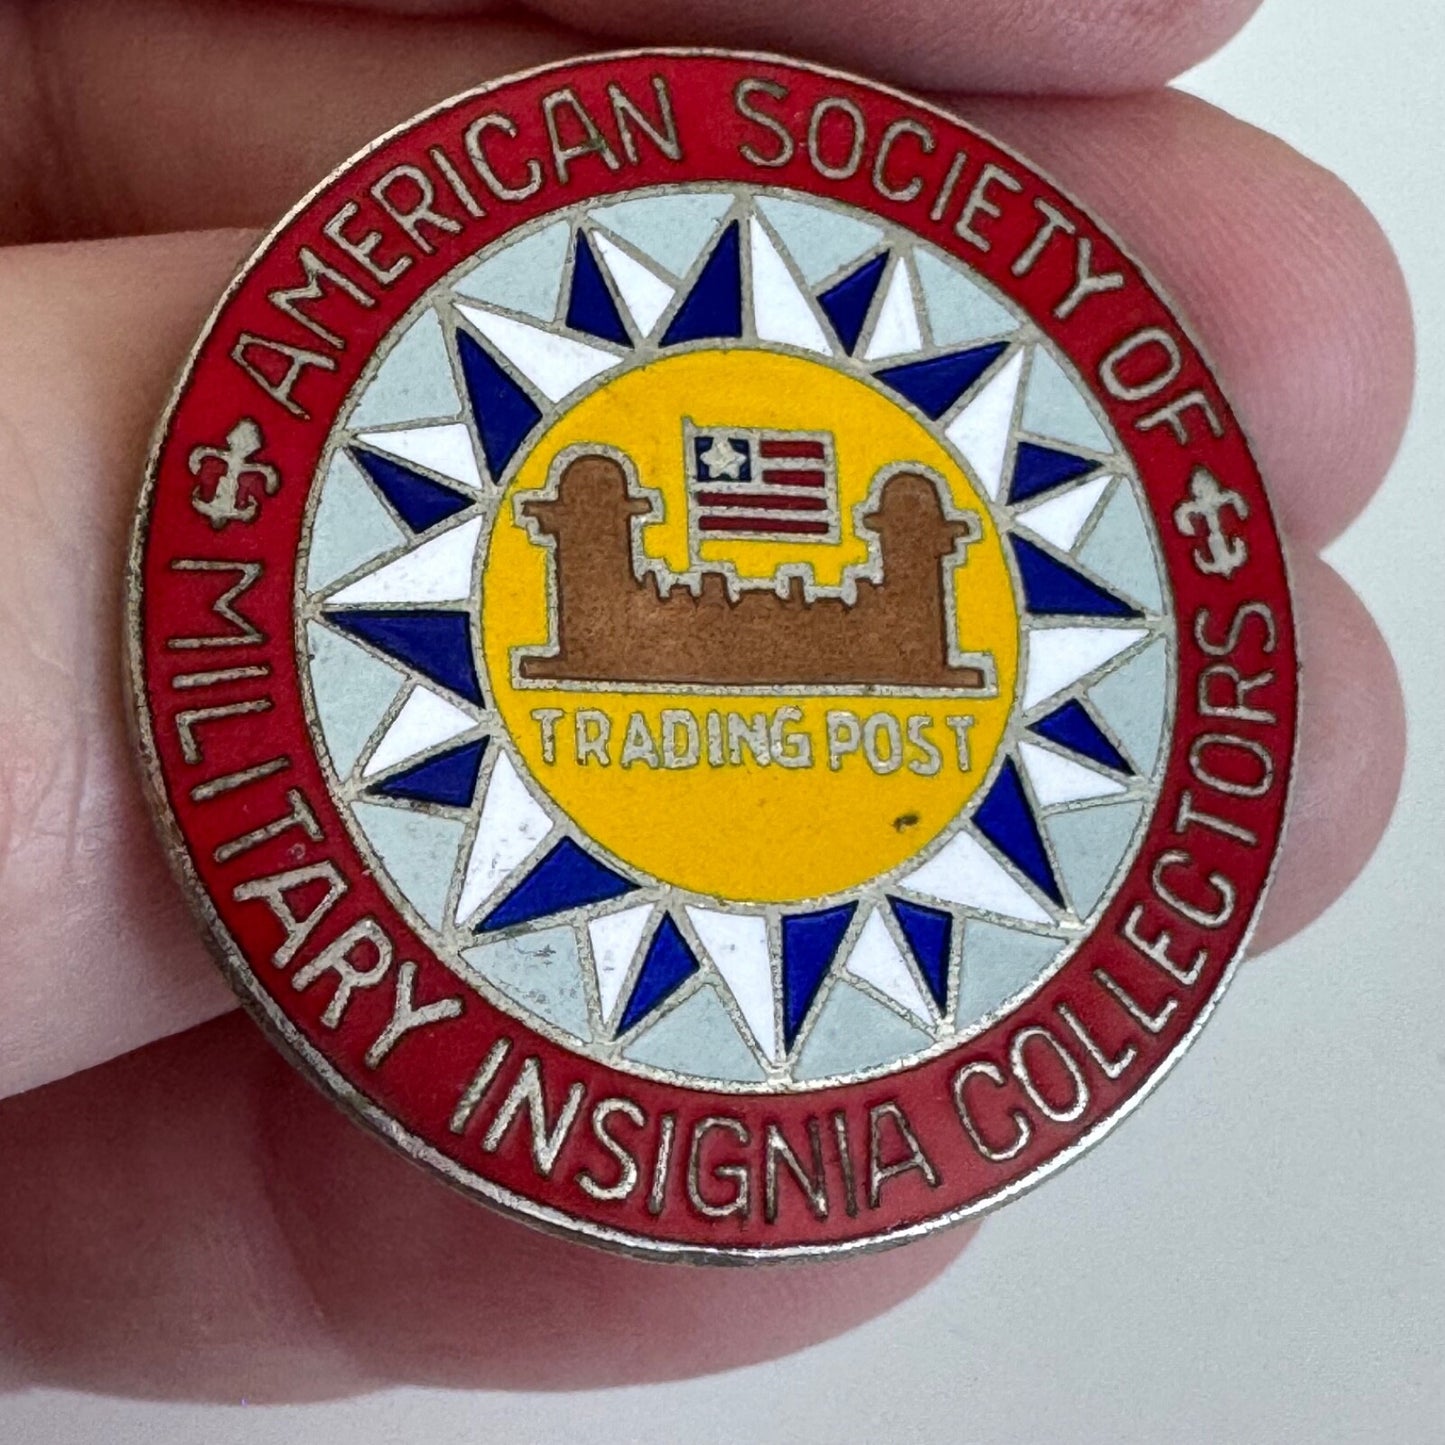 AMERICAN SOCIETY OF
MILITARY INSIGNIA COLLECTORS
TRADING POST